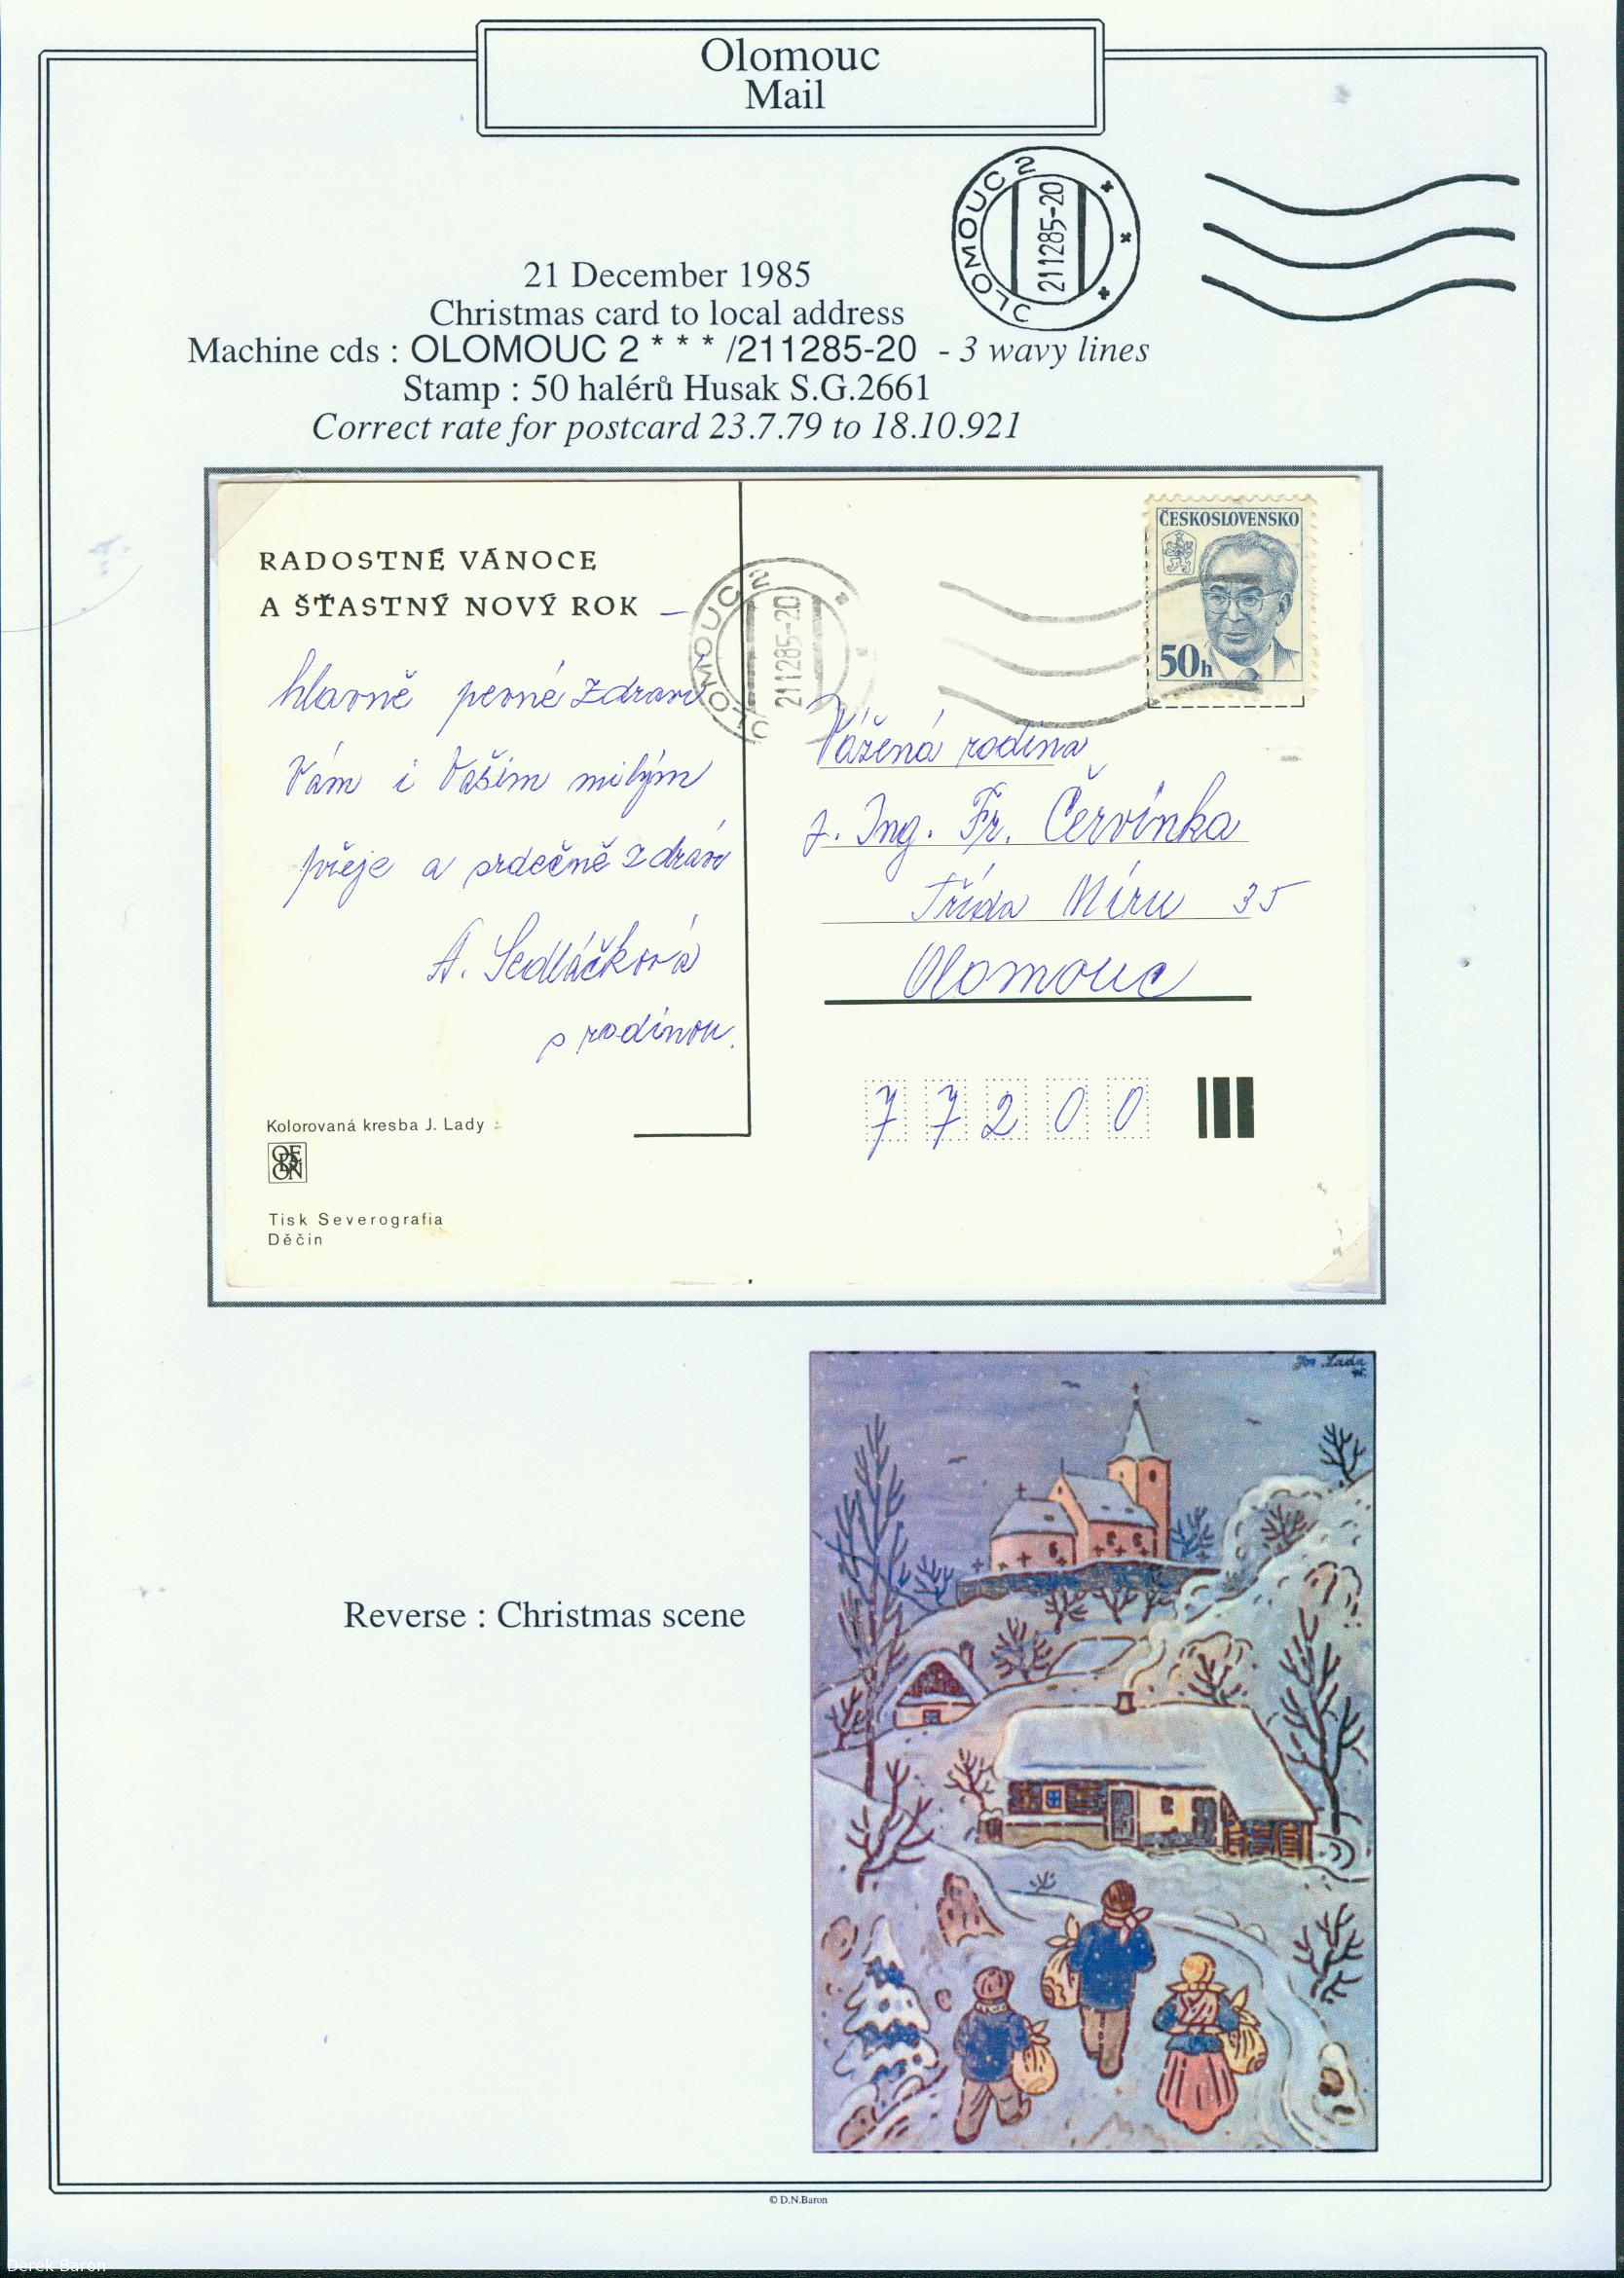 Olomouc
Mail
OLOMOUC 2 * * *
211285-20
21 December 1985
Christmas card to local address
Machine cds : OLOMOUC 2 * * * /211285-20 - 3 wavy lines
Stamp : 50 halérů Husak S.G.2661
Correct rate for postcard 23.7.79 to 18.10.921
RADOSTNÉ VÁNOCE
A ŠŤASTNÝ NOVÝ ROK —
hlavně pevné zdraví
Vám i Vašim milým
přeje a srdečně zdraví
A. Sedláčková
s rodinou.
Kolorovaná kresba J. Lady
ODEON
Tisk Severografia
Děčín
OLOMOUC 2 *
211285-20
ČESKOSLOVENSKO
50h
Vážená rodina
p. Ing. Fr. Červinka
Třída Míru 35
Olomouc
77200
Jos Lada
Reverse : Christmas scene
© D.N.Baron
Derek Baron